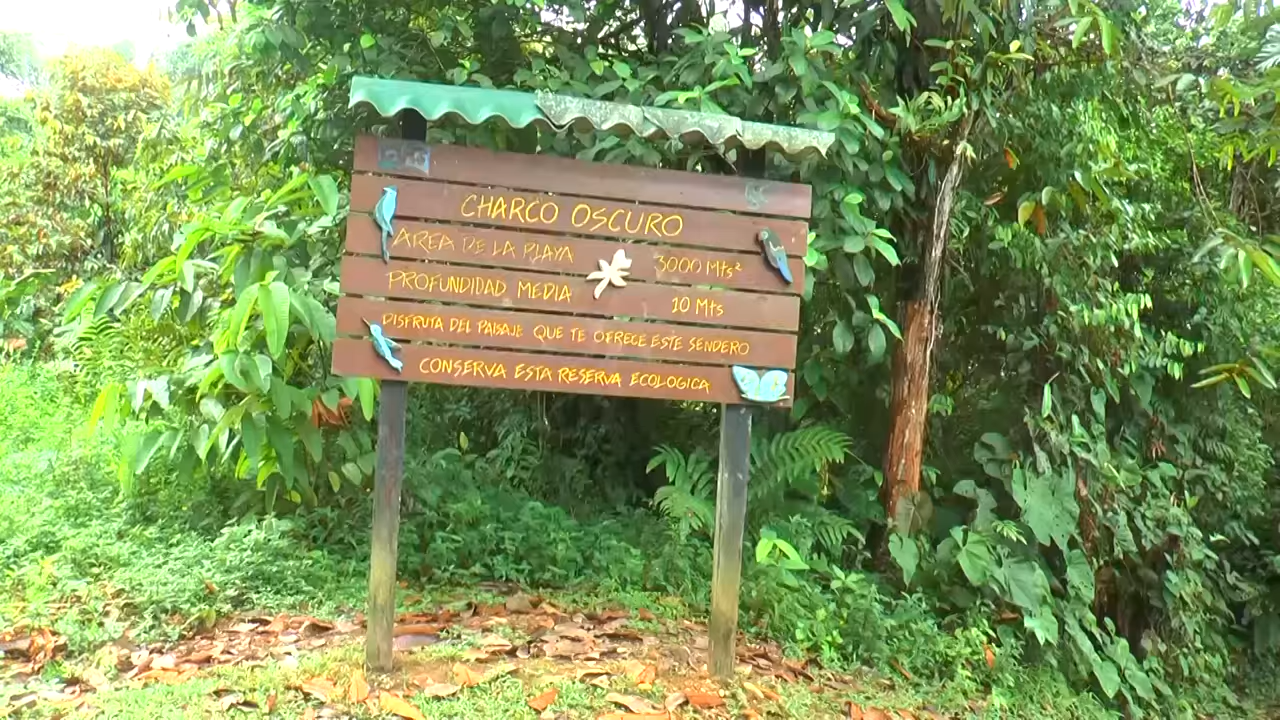 CHARCO OSCURO
AREA DE LA PLAYA 3000 Mts²
PROFUNDIDAD MEDIA 10 Mts
DISFRUTA DEL PAISAJE QUE TE OFRECE ESTE SENDERO
CONSERVA ESTA RESERVA ECOLOGICA